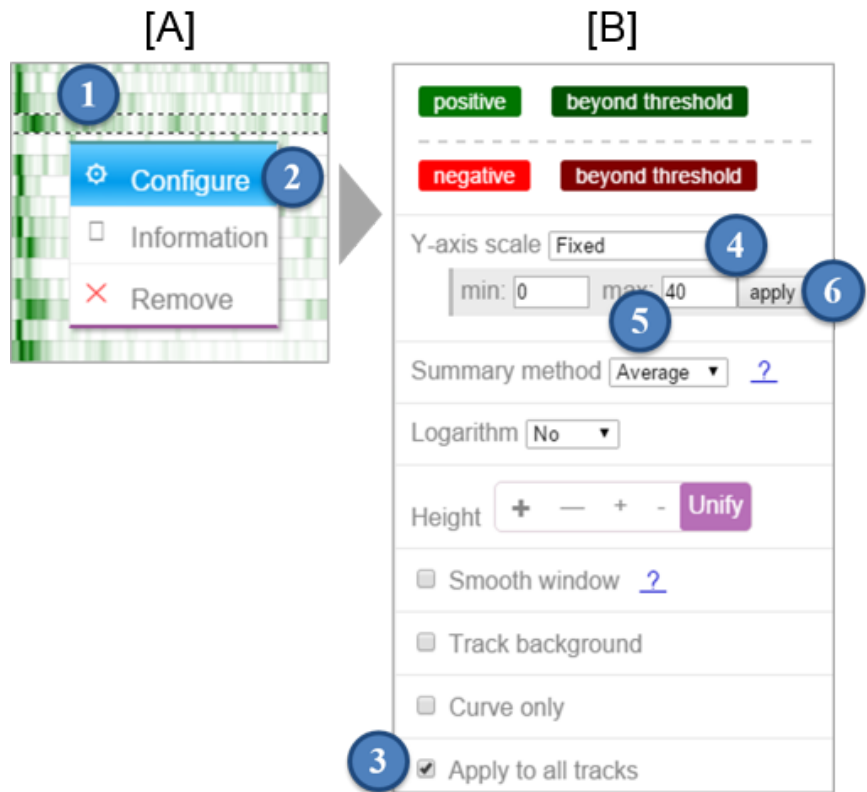 [A]
[B]
1
Configure 2
Information
Remove
positive beyond threshold
negative beyond threshold
Y-axis scale Fixed 4
min: 0 max: 40 apply 6
5
Summary method Average ?
Logarithm No
Height + — + - Unify
Smooth window ?
Track background
Curve only
3 Apply to all tracks